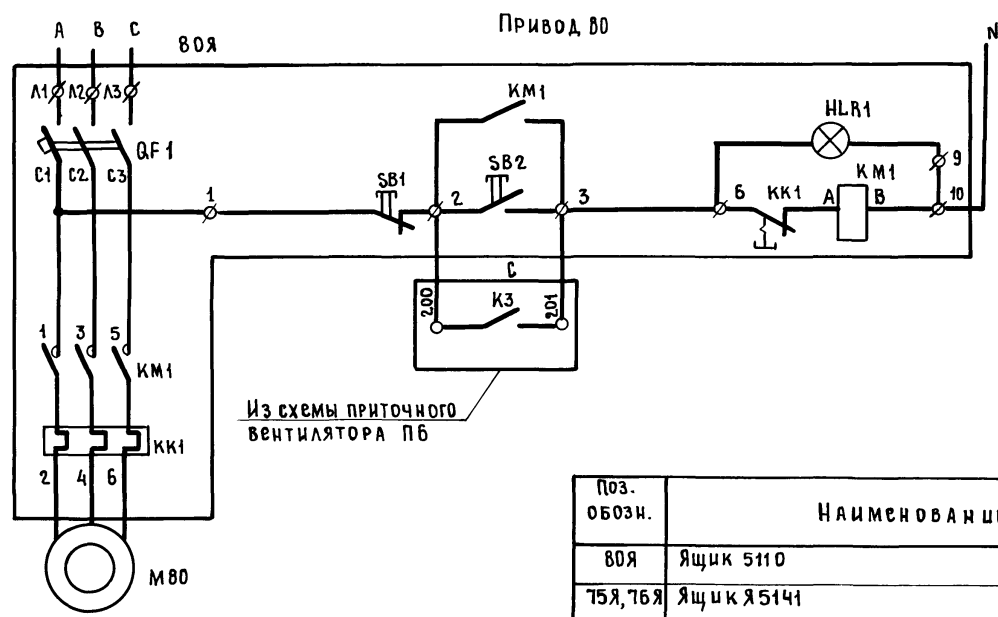 Привод 80
А В С
N
80Я
Л1 Л2 Л3
KM1
HLR1
QF1
C1 C2 C3
SB1
SB2
9
KM1
1
2
3
6
KK1
А
В
10
С
200
К3
201
1 3 5
KM1
Из схемы приточного
вентилятора П6
KK1
2 4 6
М80
Поз.
обозн.
Наименовани
80Я
Ящик 5110
75Я,76Я
Ящик Я5141